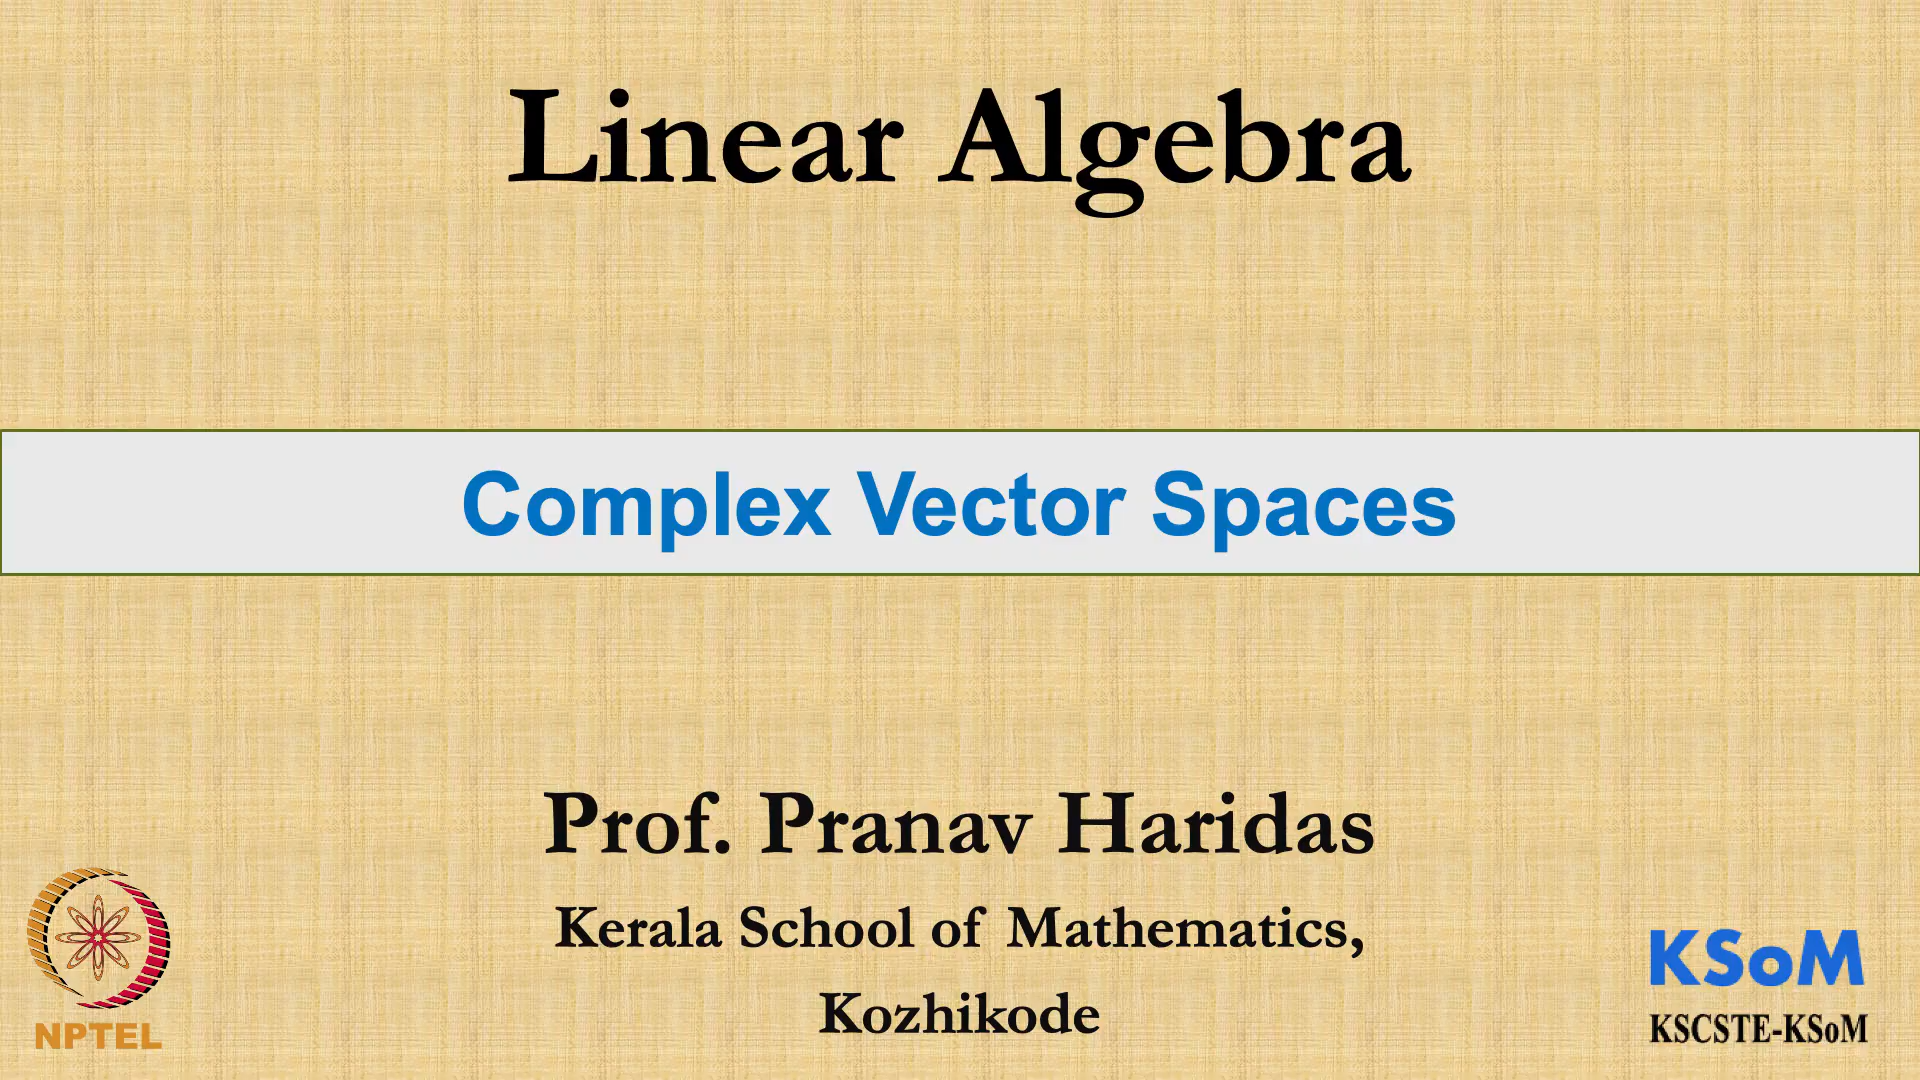 Linear Algebra
Complex Vector Spaces
Prof. Pranav Haridas
Kerala School of Mathematics,
Kozhikode
NPTEL
KSoM
KSCSTE-KSoM